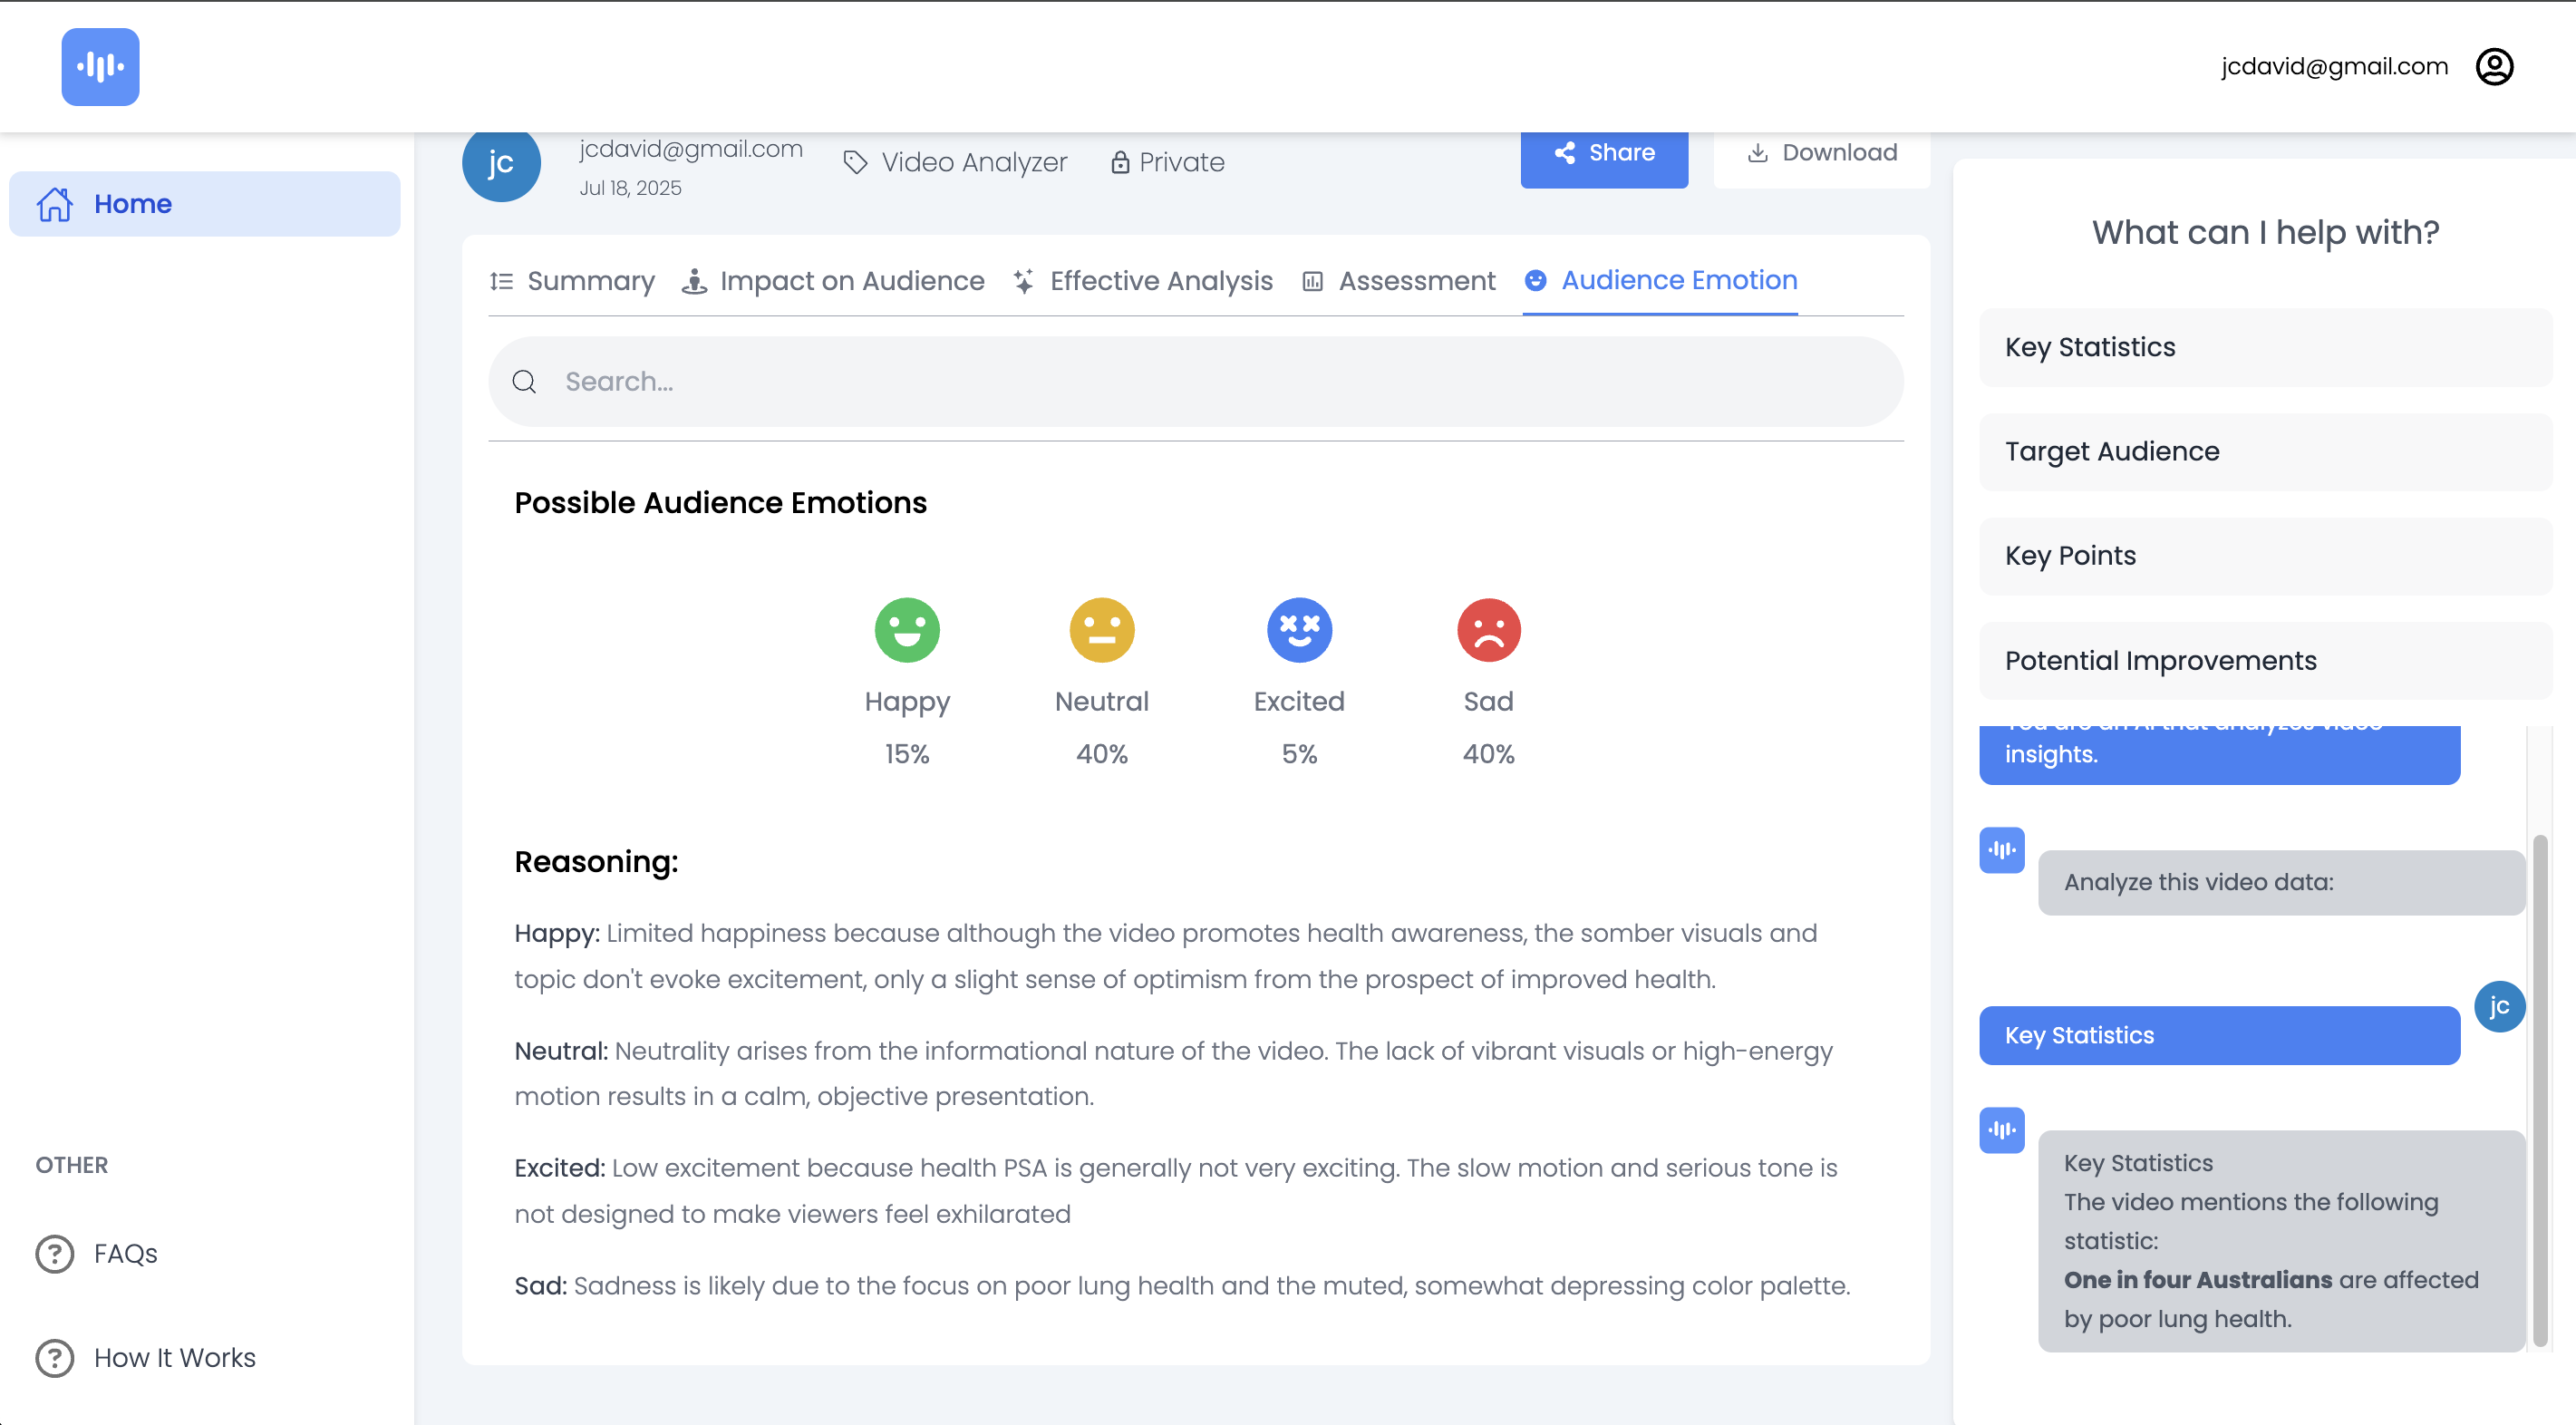 jcdavid@gmail.com
Home
OTHER
FAQs
How It Works
jc
jcdavid@gmail.com
Jul 18, 2025
Video Analyzer
Private
Share
Download
Summary
Impact on Audience
Effective Analysis
Assessment
Audience Emotion
Search...
Possible Audience Emotions
Happy
15%
Neutral
40%
Excited
5%
Sad
40%
Reasoning:
Happy: Limited happiness because although the video promotes health awareness, the somber visuals and
topic don't evoke excitement, only a slight sense of optimism from the prospect of improved health.
Neutral: Neutrality arises from the informational nature of the video. The lack of vibrant visuals or high-energy
motion results in a calm, objective presentation.
Excited: Low excitement because health PSA is generally not very exciting. The slow motion and serious tone is
not designed to make viewers feel exhilarated
Sad: Sadness is likely due to the focus on poor lung health and the muted, somewhat depressing color palette.
What can I help with?
Key Statistics
Target Audience
Key Points
Potential Improvements
You are an AI that analyzes video
insights.
Analyze this video data:
jc
Key Statistics
Key Statistics
The video mentions the following
statistic:
One in four Australians are affected
by poor lung health.